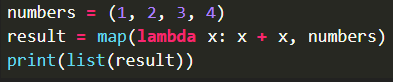 numbers = (1, 2, 3, 4)
result = map(lambda x: x + x, numbers)
print(list(result))